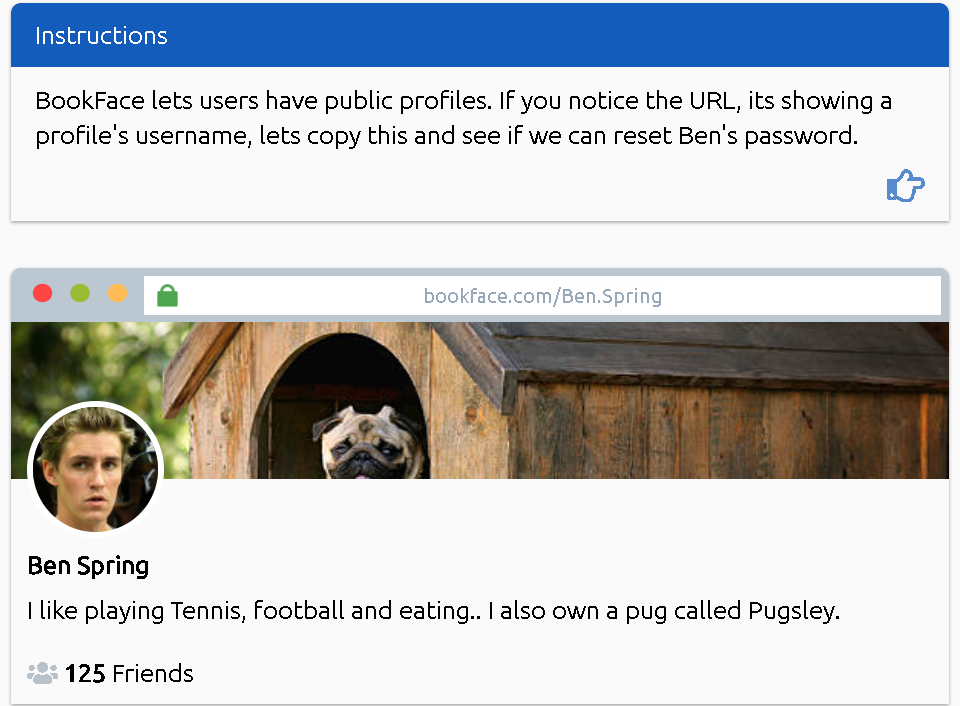 Instructions
BookFace lets users have public profiles. If you notice the URL, its showing a
profile's username, lets copy this and see if we can reset Ben's password.
bookface.com/Ben.Spring
Ben Spring
I like playing Tennis, football and eating.. I also own a pug called Pugsley.
125 Friends